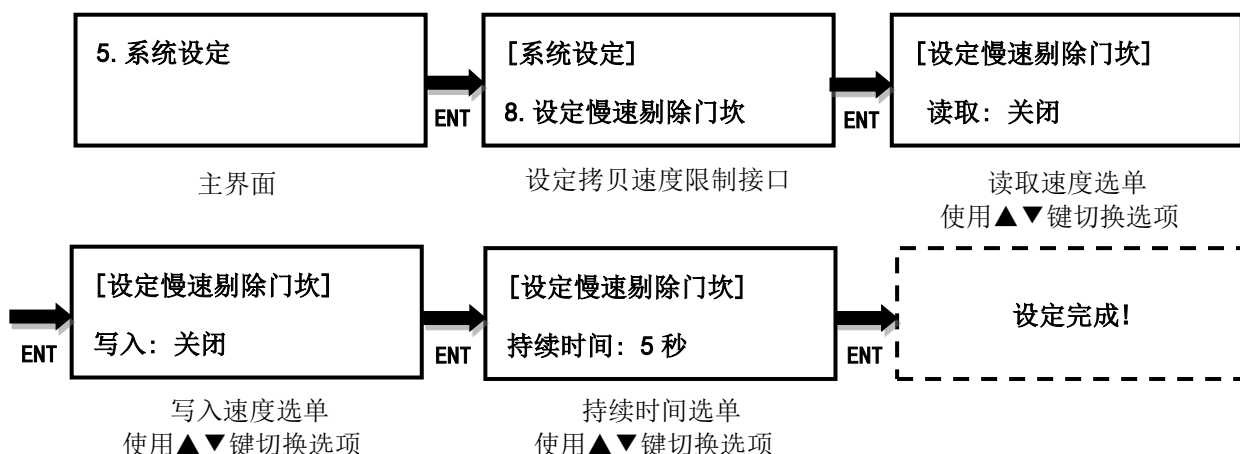 5. 系统设定
[系统设定]
8. 设定慢速剔除门坎
[设定慢速剔除门坎]
读取: 关闭
ENT
ENT
主界面
设定拷贝速度限制接口
读取速度选单
使用▲▼键切换选项
[设定慢速剔除门坎]
写入: 关闭
[设定慢速剔除门坎]
持续时间: 5 秒
设定完成!
ENT
ENT
ENT
写入速度选单
使用▲▼键切换选项
持续时间选单
使用▲▼键切换选项